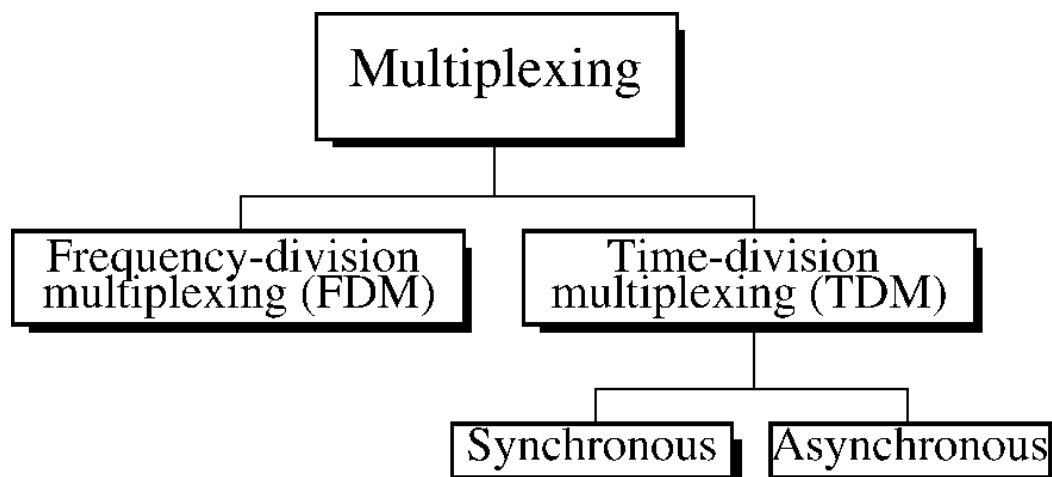 Multiplexing
Frequency-division
multiplexing (FDM)
Time-division
multiplexing (TDM)
Synchronous
Asynchronous